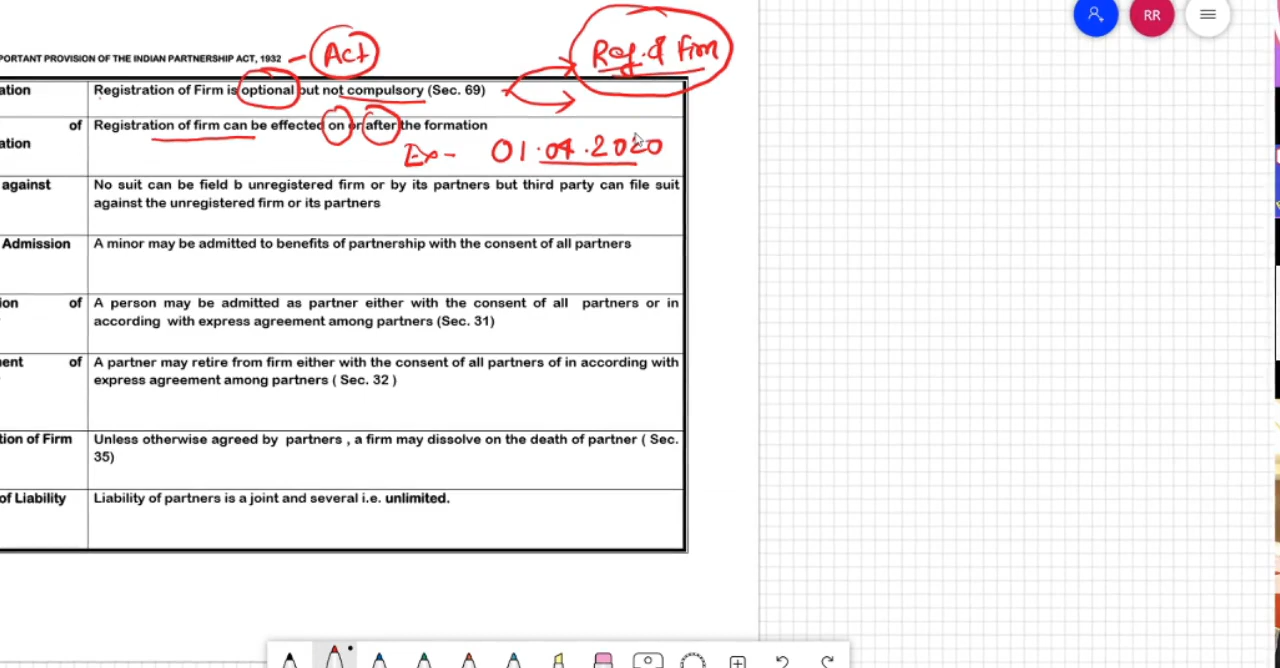 RR
Reg. of Firm
PORTANT PROVISION OF THE INDIAN PARTNERSHIP ACT, 1932 – Act
ation Registration of Firm is optional but not compulsory (Sec. 69)
of Registration of firm can be effected on or after the formation
ation
Ex - 01.04.2020
against No suit can be field b unregistered firm or by its partners but third party can file suit
against the unregistered firm or its partners
Admission A minor may be admitted to benefits of partnership with the consent of all partners
ion of A person may be admitted as partner either with the consent of all partners or in
according with express agreement among partners (Sec. 31)
ent of A partner may retire from firm either with the consent of all partners of in according with
express agreement among partners ( Sec. 32 )
tion of Firm Unless otherwise agreed by partners , a firm may dissolve on the death of partner ( Sec.
35)
of Liability Liability of partners is a joint and several i.e. unlimited.